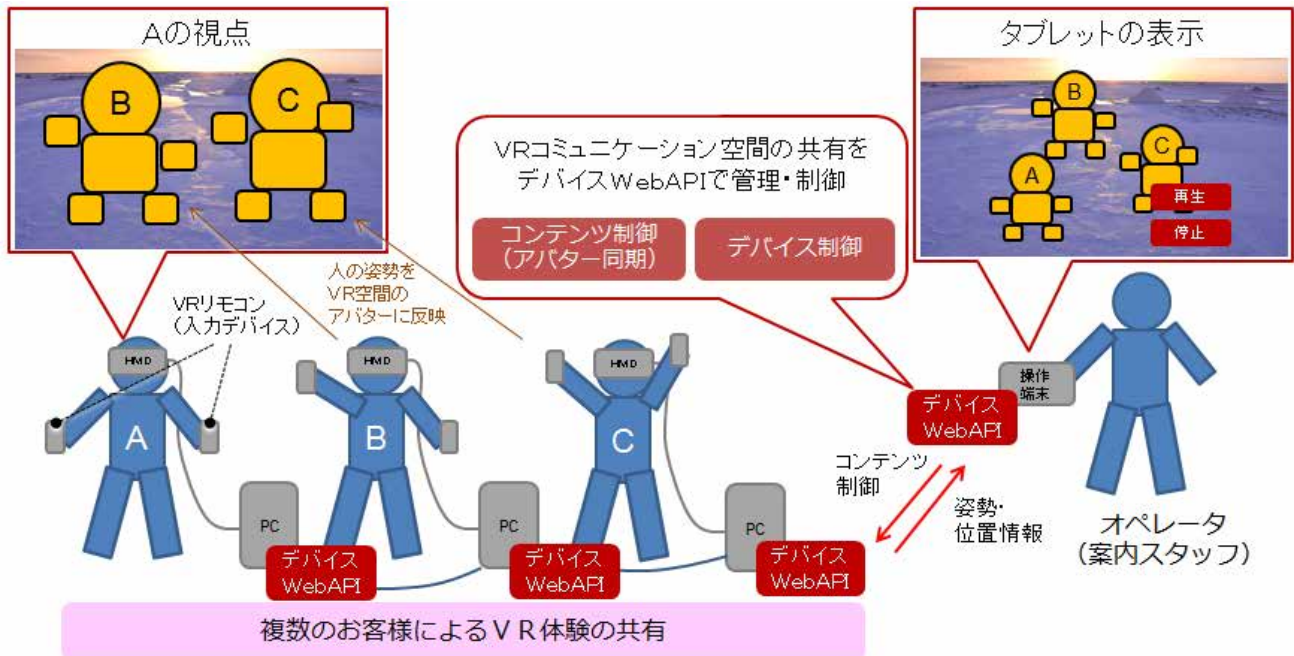 Aの視点
B
C
タブレットの表示
B
C
A
再生
停止
VRコミュニケーション空間の共有を
デバイスWebAPIで管理・制御
コンテンツ制御
(アバター同期)
デバイス制御
人の姿勢を
VR空間の
アバターに反映
VRリモコン
(入力デバイス)
HMD
A
HMD
B
HMD
C
操作
端末
デバイス
WebAPI
コンテンツ
制御
姿勢・
位置情報
オペレータ
(案内スタッフ)
PC
デバイス
WebAPI
PC
デバイス
WebAPI
PC
デバイス
WebAPI
複数のお客様によるVR体験の共有